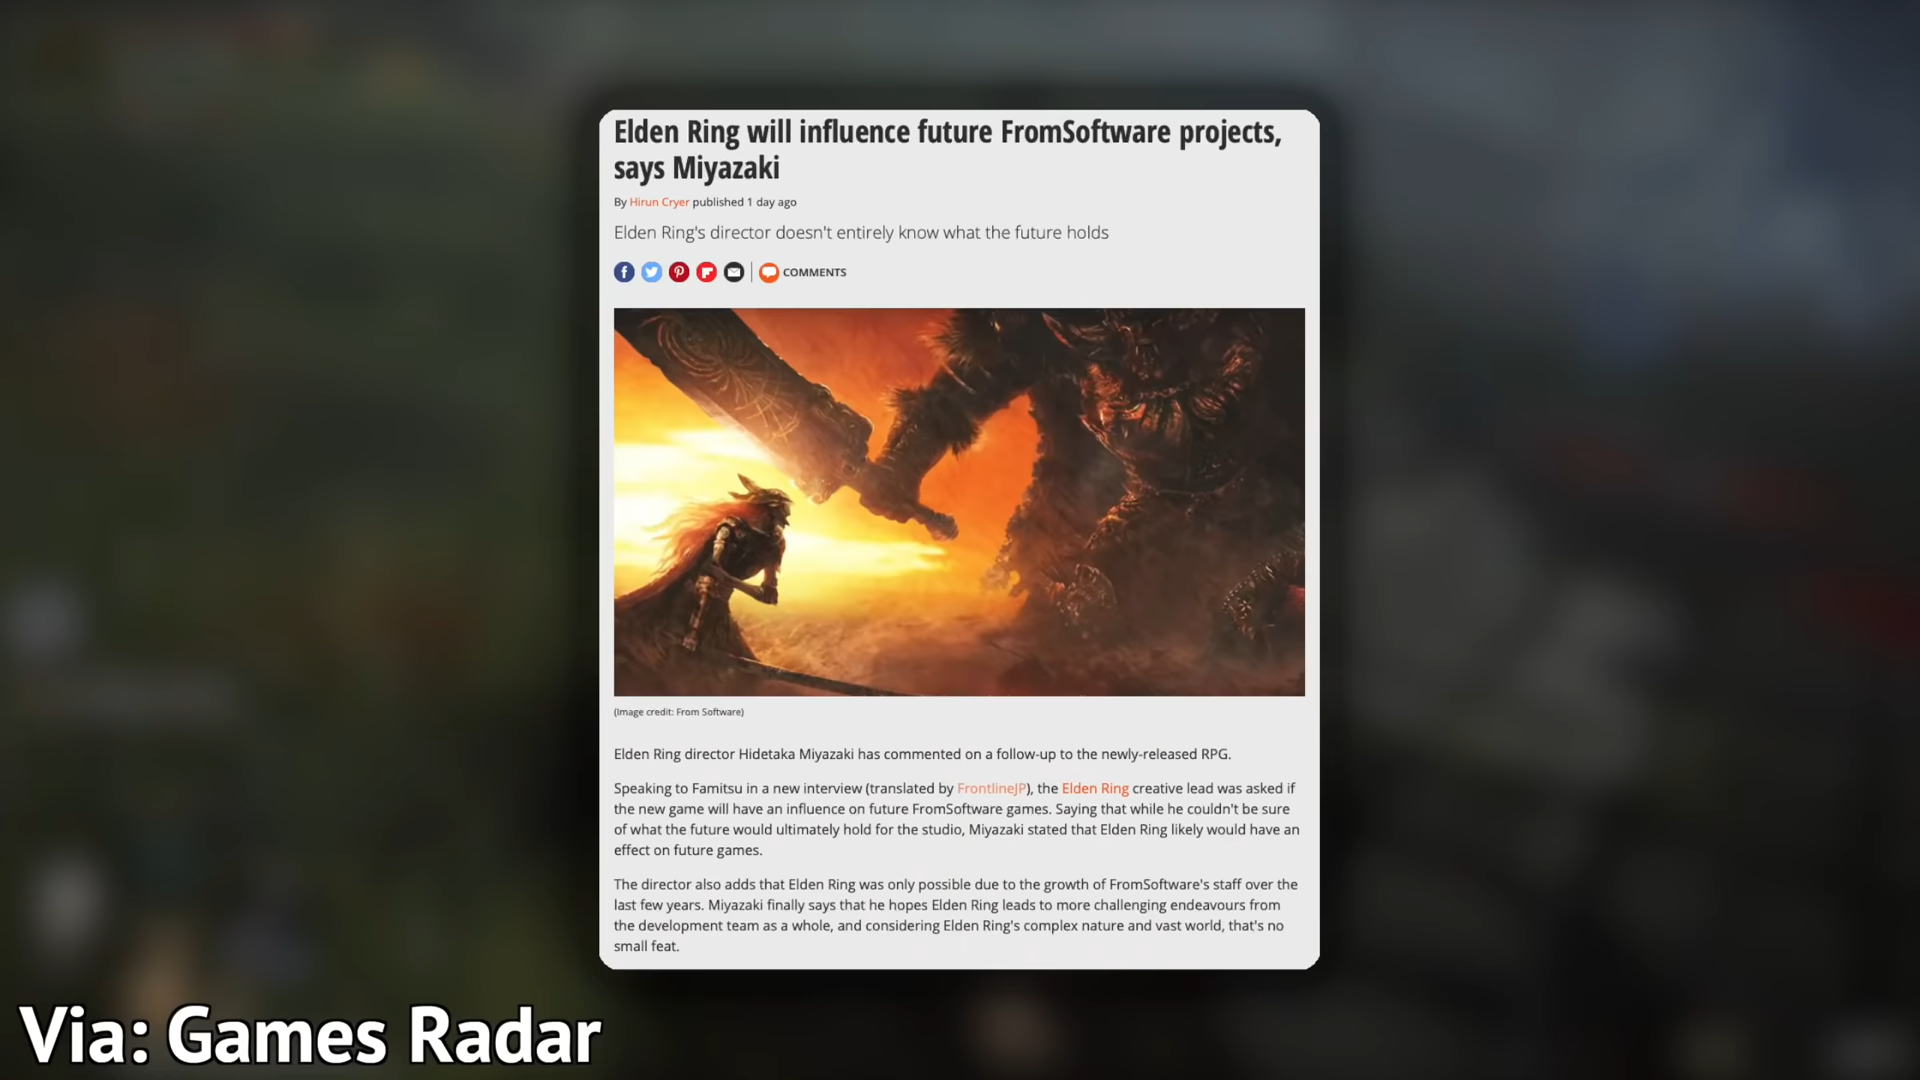 Elden Ring will influence future FromSoftware projects,
says Miyazaki
By Hirun Cryer published 1 day ago
Elden Ring's director doesn't entirely know what the future holds
COMMENTS
(Image credit: From Software)
Elden Ring director Hidetaka Miyazaki has commented on a follow-up to the newly-released RPG.
Speaking to Famitsu in a new interview (translated by FrontlineJP), the Elden Ring creative lead was asked if
the new game will have an influence on future FromSoftware games. Saying that while he couldn't be sure
of what the future would ultimately hold for the studio, Miyazaki stated that Elden Ring likely would have an
effect on future games.
The director also adds that Elden Ring was only possible due to the growth of FromSoftware's staff over the
last few years. Miyazaki finally says that he hopes Elden Ring leads to more challenging endeavours from
the development team as a whole, and considering Elden Ring's complex nature and vast world, that's no
small feat.
Via: Games Radar